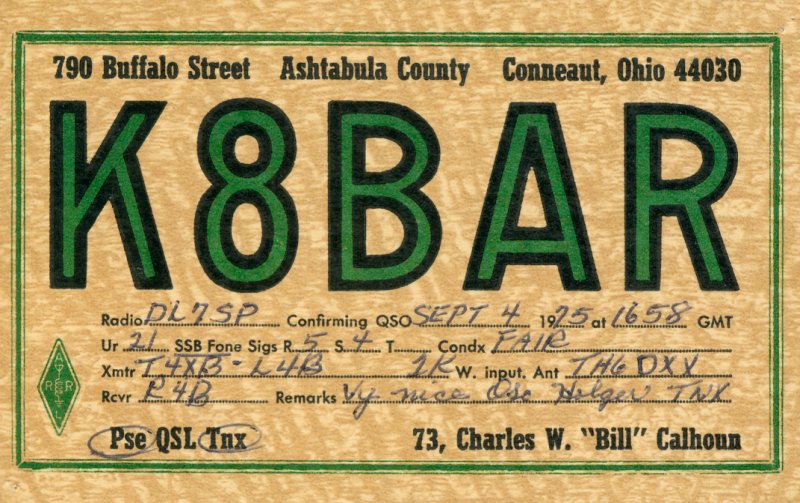 790 Buffalo Street Ashtabula County Conneaut, Ohio 44030
K8BAR
Radio DL7SP Confirming QSO SEPT 4 1975 at 1658 GMT
Ur 21 SSB Fone Sigs R 5 S 4 T Condx FAIR
Xmtr T4XB - L4B 2K W. input. Ant TH6DXX
Rcvr R4B Remarks Vy nice Qso Holger TNX
ARRL
Pse QSL Tnx 73, Charles W. "Bill" Calhoun